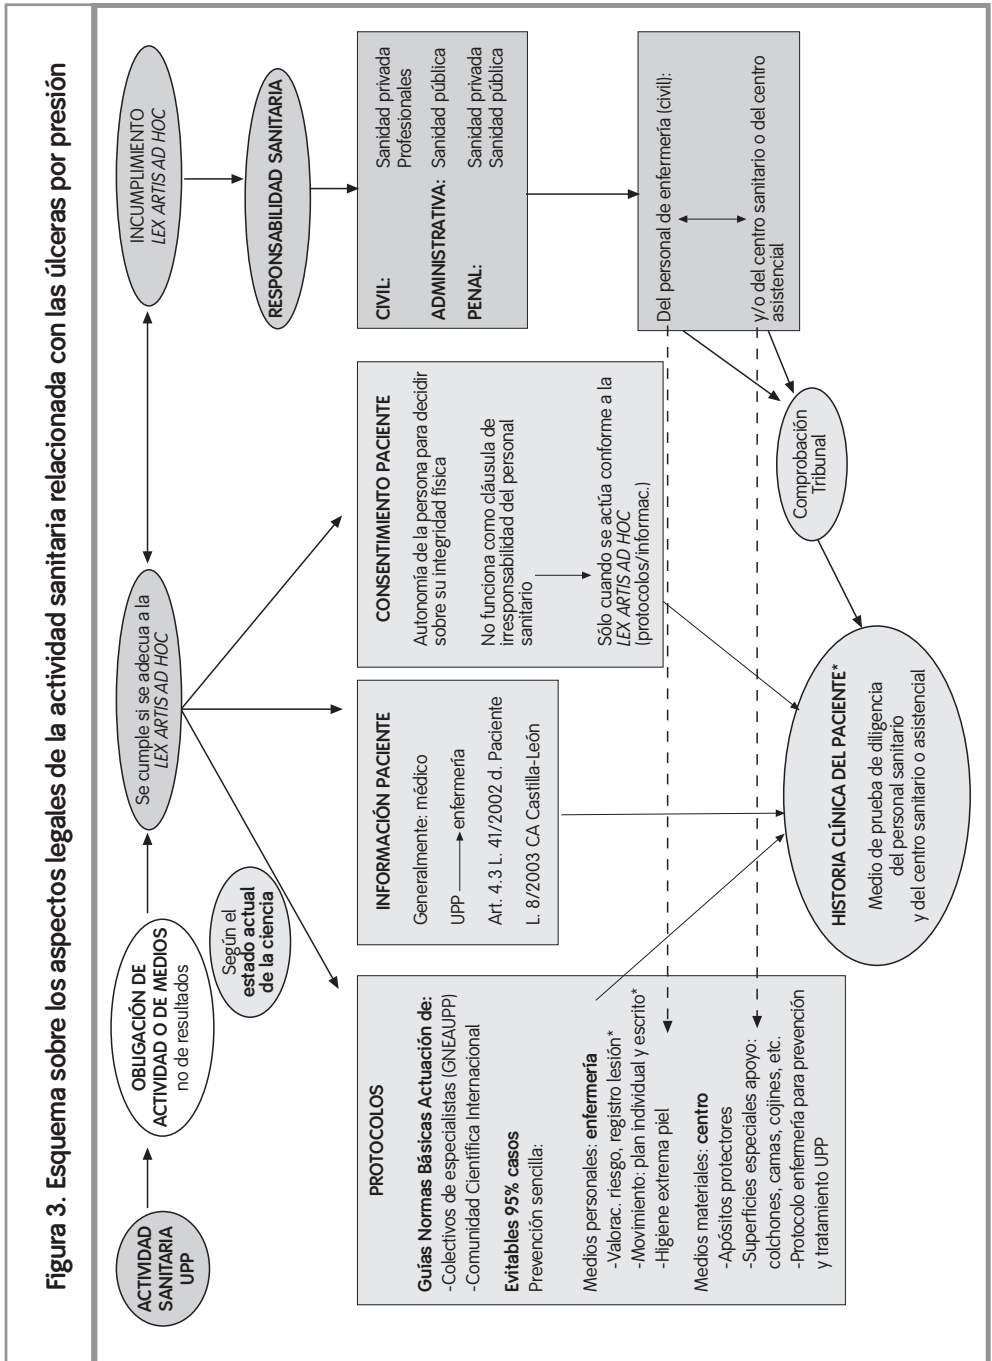 Figura 3. Esquema sobre los aspectos legales de la actividad sanitaria relacionada con las úlceras por presión
ACTIVIDAD
SANITARIA
UPP
OBLIGACIÓN DE
ACTIVIDAD O DE MEDIOS
no de resultados
Según el
estado actual
de la ciencia
Se cumple si se adecua a la
LEX ARTIS AD HOC
INCUMPLIMIENTO
LEX ARTIS AD HOC
RESPONSABILIDAD SANITARIA
PROTOCOLOS
Guías Normas Básicas Actuación de:
-Colectivos de especialistas (GNEAUPP)
-Comunidad Científica Internacional
Evitables 95% casos
Prevención sencilla:
Medios personales: enfermería
-Valorac. riesgo, registro lesión*
-Movimiento: plan individual y escrito*
-Higiene extrema piel
Medios materiales: centro
-Apósitos protectores
-Superficies especiales apoyo:
colchones, camas, cojines, etc.
-Protocolo enfermería para prevención
y tratamiento UPP
INFORMACIÓN PACIENTE
Generalmente: médico
UPP enfermería
Art. 4.3 L. 41/2002 d. Paciente
L. 8/2003 CA Castilla-León
CONSENTIMIENTO PACIENTE
Autonomía de la persona para decidir
sobre su integridad física
No funciona como cláusula de
irresponsabilidad del personal
sanitario
Sólo cuando se actúa conforme a la
LEX ARTIS AD HOC
(protocolos/informac.)
CIVIL: Sanidad privada
Profesionales
ADMINISTRATIVA: Sanidad pública
PENAL: Sanidad privada
Sanidad pública
Del personal de enfermería (civil):
y/o del centro sanitario o del centro
asistencial
Comprobación
Tribunal
HISTORIA CLÍNICA DEL PACIENTE*
Medio de prueba de diligencia
del personal sanitario
y del centro sanitario o asistencial